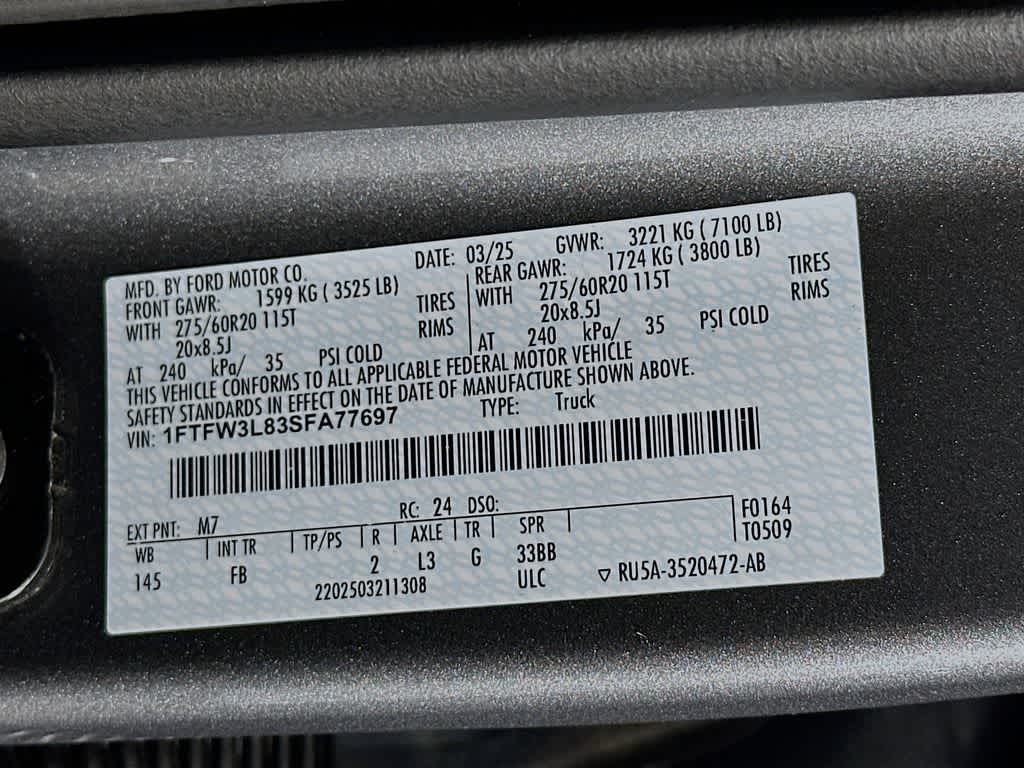 MFD. BY FORD MOTOR CO. DATE: 03/25 GVWR: 3221 KG ( 7100 LB)
FRONT GAWR: 1599 KG ( 3525 LB) REAR GAWR: 1724 KG ( 3800 LB)
WITH 275/60R20 115T TIRES WITH 275/60R20 115T TIRES
20x8.5J RIMS 20x8.5J RIMS
AT 240 kPa/ 35 PSI COLD AT 240 kPa/ 35 PSI COLD
THIS VEHICLE CONFORMS TO ALL APPLICABLE FEDERAL MOTOR VEHICLE
SAFETY STANDARDS IN EFFECT ON THE DATE OF MANUFACTURE SHOWN ABOVE.
VIN: 1FTFW3L83SFA77697 TYPE: Truck
EXT PNT: M7 RC: 24 DSO: F0164
WB INT TR TP/PS R AXLE TR SPR T0509
145 FB 2 L3 G 33BB
2202503211308 ULC ▽ RU5A-3520472-AB